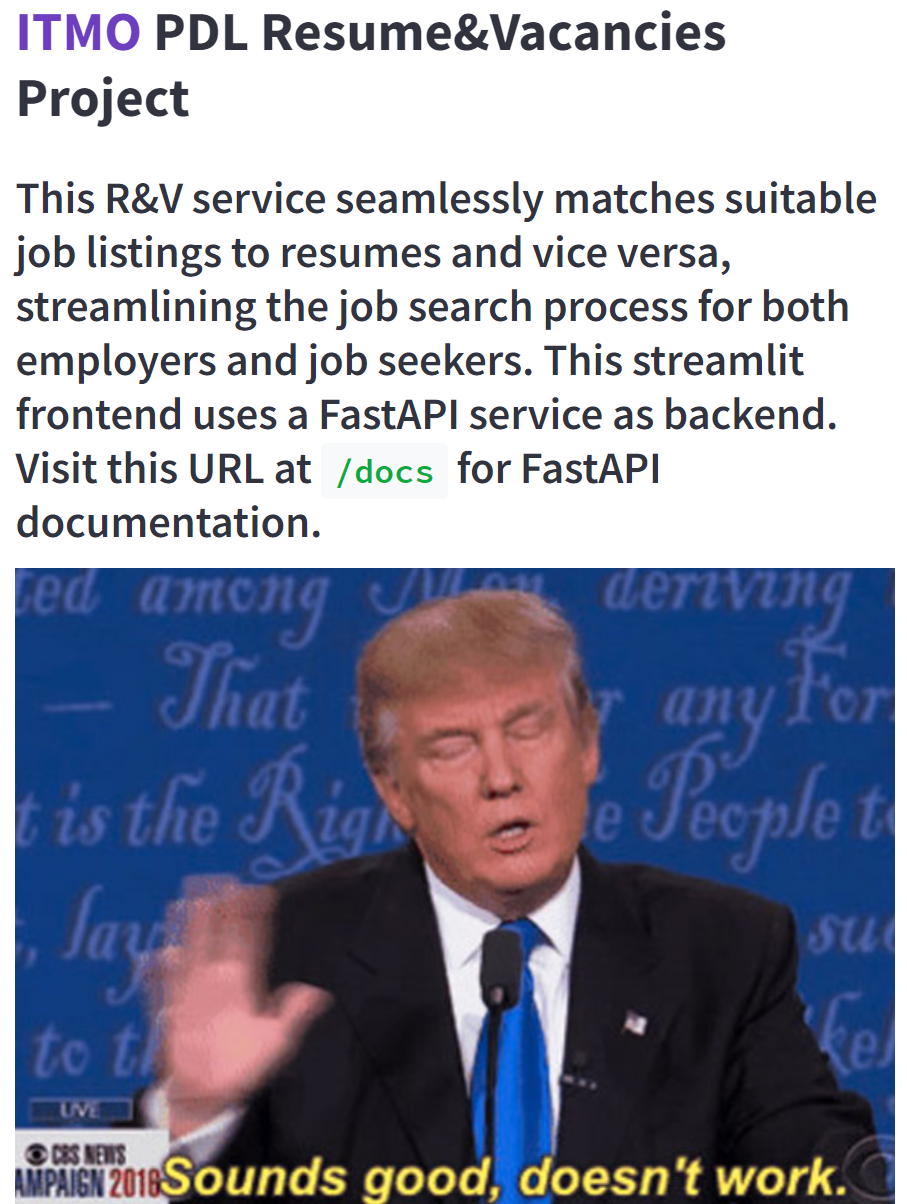 ITMO PDL Resume&Vacancies
Project
This R&V service seamlessly matches suitable
job listings to resumes and vice versa,
streamlining the job search process for both
employers and job seekers. This streamlit
frontend uses a FastAPI service as backend.
Visit this URL at /docs for FastAPI
documentation.
ted among Men deriving
— That any For
t is the Righ e People to
, lay suc
to th kel
LIVE
CBS NEWS
AMPAIGN 2016
Sounds good, doesn't work.